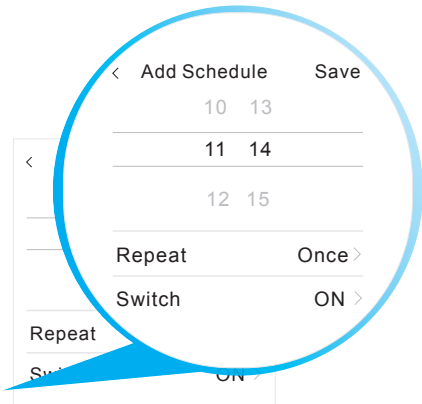 < Add Schedule Save
10 13
11 14
12 15
Repeat Once >
Switch ON >
<
Repeat
ON